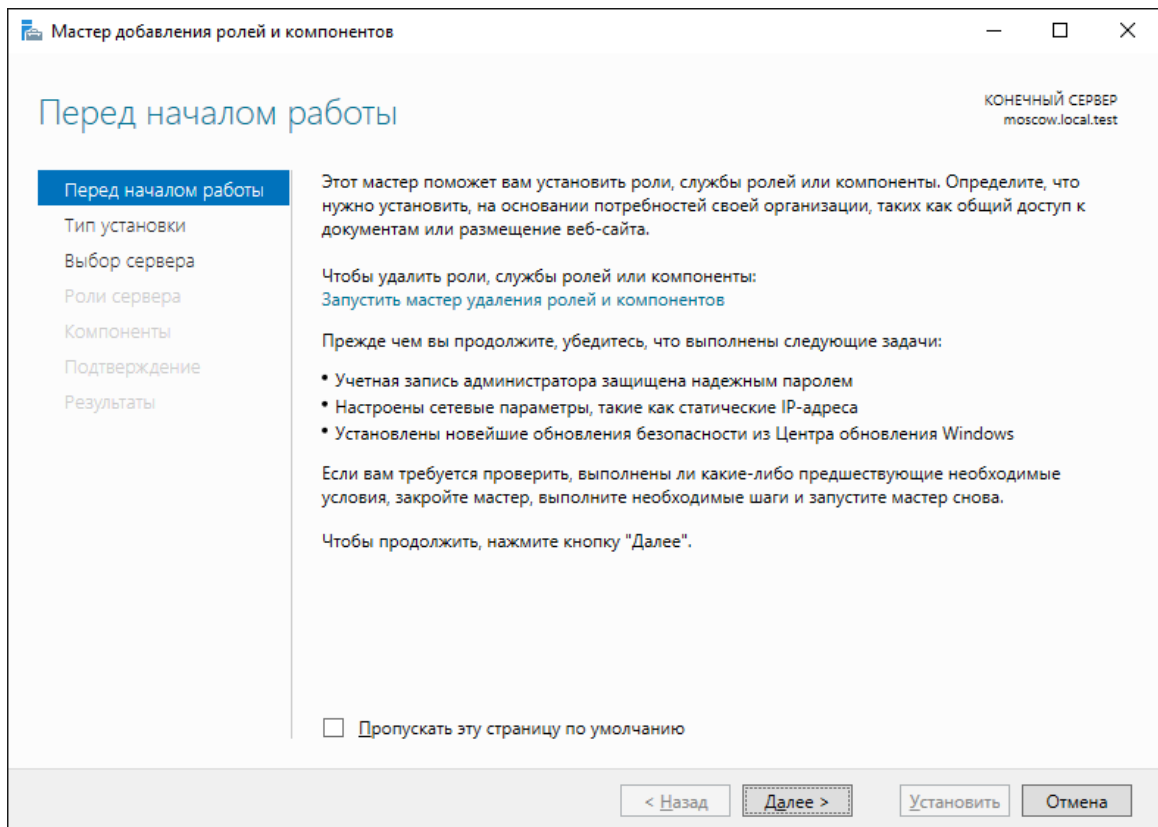 Мастер добавления ролей и компонентов
Перед началом работы
КОНЕЧНЫЙ СЕРВЕР
moscow.local.test
Перед началом работы
Тип установки
Выбор сервера
Роли сервера
Компоненты
Подтверждение
Результаты
Этот мастер поможет вам установить роли, службы ролей или компоненты. Определите, что
нужно установить, на основании потребностей своей организации, таких как общий доступ к
документам или размещение веб-сайта.
Чтобы удалить роли, службы ролей или компоненты:
Запустить мастер удаления ролей и компонентов
Прежде чем вы продолжите, убедитесь, что выполнены следующие задачи:
• Учетная запись администратора защищена надежным паролем
• Настроены сетевые параметры, такие как статические IP-адреса
• Установлены новейшие обновления безопасности из Центра обновления Windows
Если вам требуется проверить, выполнены ли какие-либо предшествующие необходимые
условия, закройте мастер, выполните необходимые шаги и запустите мастер снова.
Чтобы продолжить, нажмите кнопку "Далее".
Пропускать эту страницу по умолчанию
< Назад
Далее >
Установить
Отмена